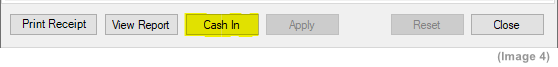 Print Receipt View Report Cash In Apply Reset Close
(Image 4)